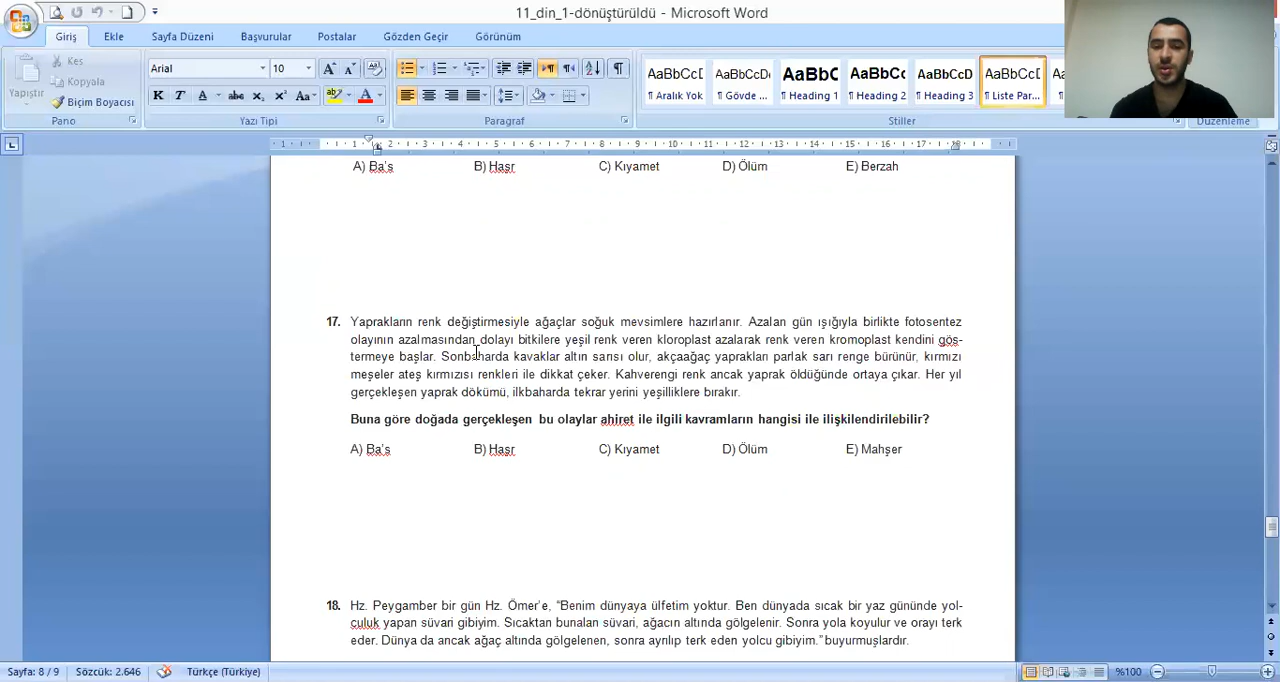 11_din_1-dönüştürüldü - Microsoft Word
Giriş Ekle Sayfa Düzeni Başvurular Postalar Gözden Geçir Görünüm
Yapıştır
Kes
Kopyala
Biçim Boyacısı
Pano
Arial 10
Yazı Tipi
Paragraf
AaBbCcD AaBbCcDı AaBbC AaBbCc AaBbCcD AaBbCcD
¶ Aralık Yok ¶ Gövde ... ¶ Heading 1 ¶ Heading 2 ¶ Heading 3 ¶ Liste Par...
Stiller
Düzenleme
A) Ba's B) Haşr C) Kıyamet D) Ölüm E) Berzah
17. Yaprakların renk değiştirmesiyle ağaçlar soğuk mevsimlere hazırlanır. Azalan gün ışığıyla birlikte fotosentez
olayının azalmasından dolayı bitkilere yeşil renk veren kloroplast azalarak renk veren kromoplast kendini gös-
termeye başlar. Sonbaharda kavaklar altın sarısı olur, akçaağaç yaprakları parlak sarı renge bürünür, kırmızı
meşeler ateş kırmızısı renkleri ile dikkat çeker. Kahverengi renk ancak yaprak öldüğünde ortaya çıkar. Her yıl
gerçekleşen yaprak dökümü, ilkbaharda tekrar yerini yeşilliklere bırakır.
Buna göre doğada gerçekleşen bu olaylar ahiret ile ilgili kavramların hangisi ile ilişkilendirilebilir?
A) Ba's B) Haşr C) Kıyamet D) Ölüm E) Mahşer
18. Hz. Peygamber bir gün Hz. Ömer'e, "Benim dünyaya ülfetim yoktur. Ben dünyada sıcak bir yaz gününde yol-
culuk yapan süvari gibiyim. Sıcaktan bunalan süvari, ağacın altında gölgelenir. Sonra yola koyulur ve orayı terk
eder. Dünya da ancak ağaç altında gölgelenen, sonra ayrılıp terk eden yolcu gibiyim." buyurmuşlardır.
Sayfa: 8 / 9 Sözcük: 2.646 Türkçe (Türkiye) %100